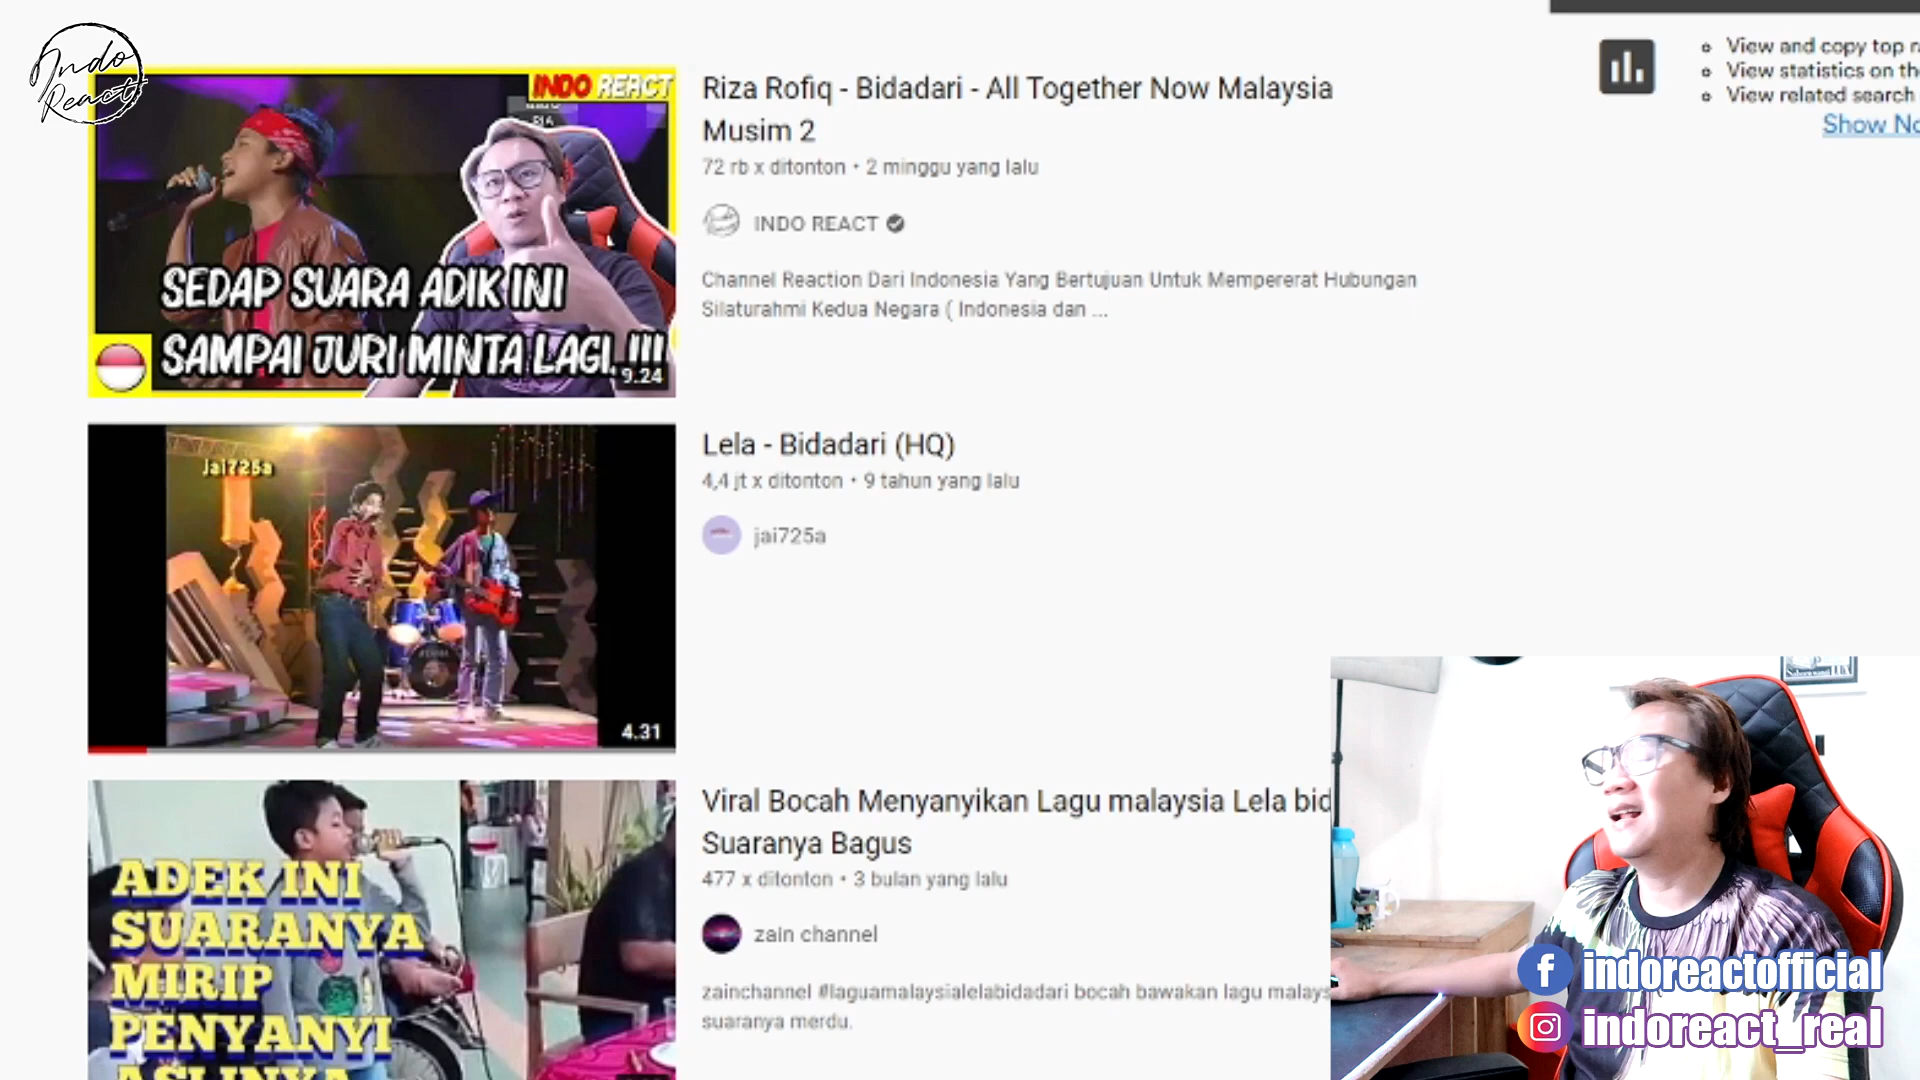 Indo
React
INDO REACT
SEDAP SUARA ADIK INI
SAMPAI JURI MINTA LAGI !!!
9.24
Riza Rofiq - Bidadari - All Together Now Malaysia
Musim 2
72 rb x ditonton • 2 minggu yang lalu
INDO REACT
Channel Reaction Dari Indonesia Yang Bertujuan Untuk Mempererat Hubungan
Silaturahmi Kedua Negara ( Indonesia dan ...
View and copy top
View statistics on
View related search
Show
jai725a
4.31
Lela - Bidadari (HQ)
4,4 jt x ditonton • 9 tahun yang lalu
jai725a
ADEK INI
SUARANYA
MIRIP
PENYANYI
ASLINYA
Viral Bocah Menyanyikan Lagu malaysia Lela bid
Suaranya Bagus
477 x ditonton • 3 bulan yang lalu
zain channel
zainchannel #laguamalaysialelabidadari bocah bawakan lagu malays
suaranya merdu.
indoreactofficial
indoreact_real